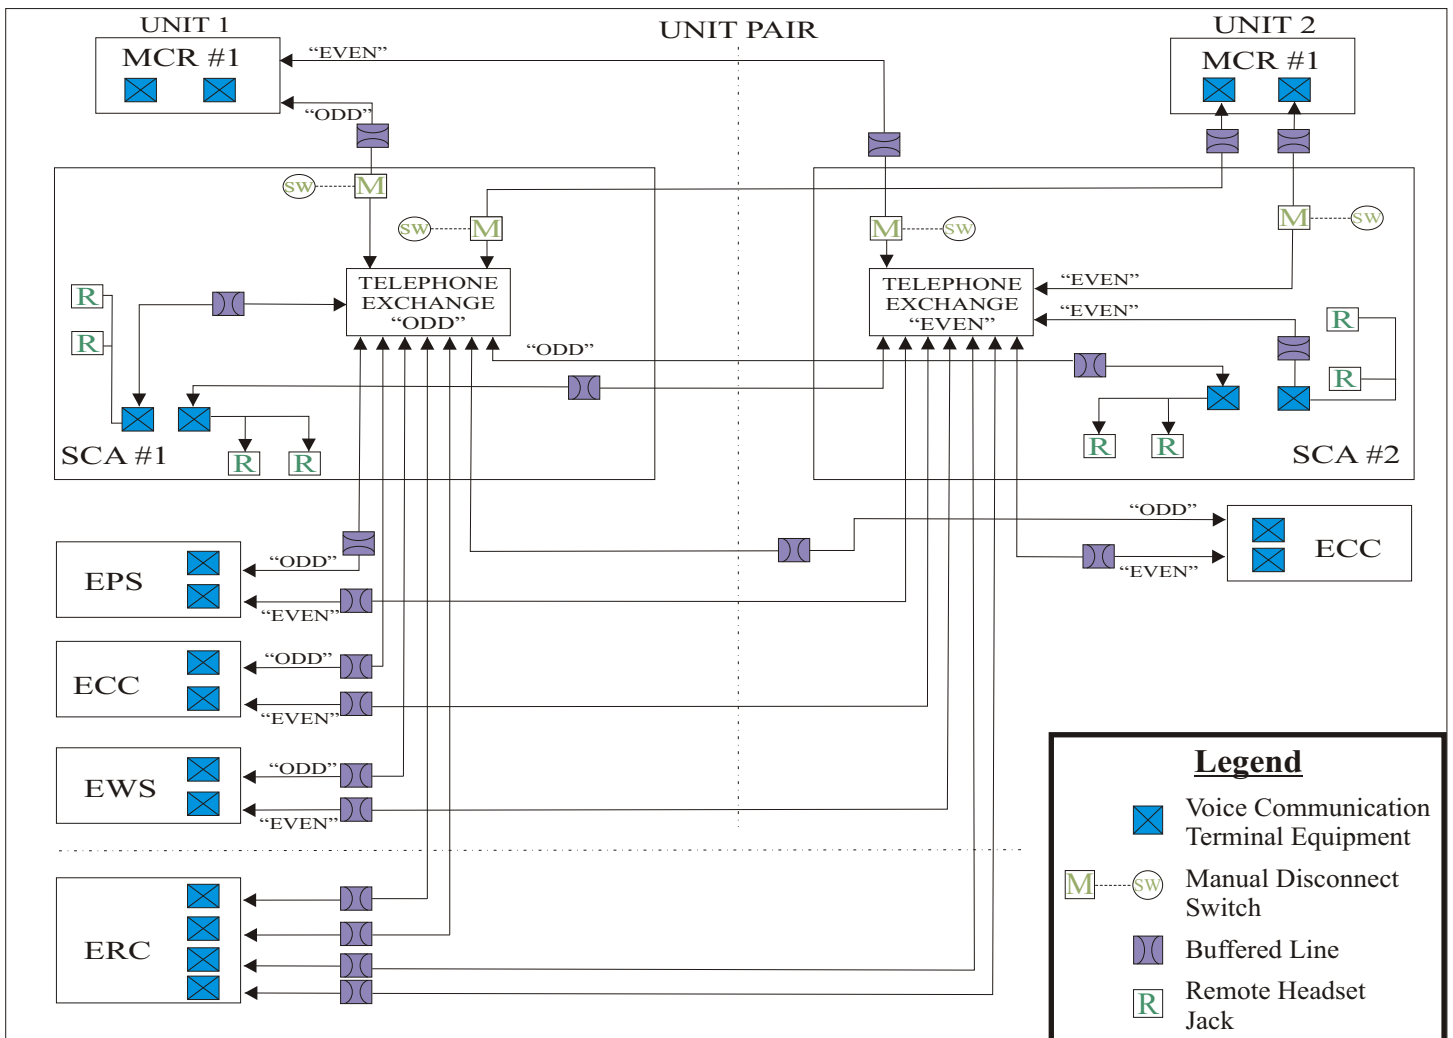 UNIT 1
UNIT PAIR
UNIT 2
MCR #1
“EVEN”
“ODD”
MCR #1
SW
M
SW
M
M
SW
M
SW
TELEPHONE
EXCHANGE
“ODD”
TELEPHONE
EXCHANGE
“EVEN”
“EVEN”
“EVEN”
R
R
R
R
“ODD”
R
R
R
R
SCA #1
SCA #2
“ODD”
ECC
“EVEN”
EPS
“ODD”
“EVEN”
ECC
“ODD”
“EVEN”
EWS
“ODD”
“EVEN”
ERC
Legend
Voice Communication
Terminal Equipment
M
SW
Manual Disconnect
Switch
Buffered Line
R
Remote Headset
Jack